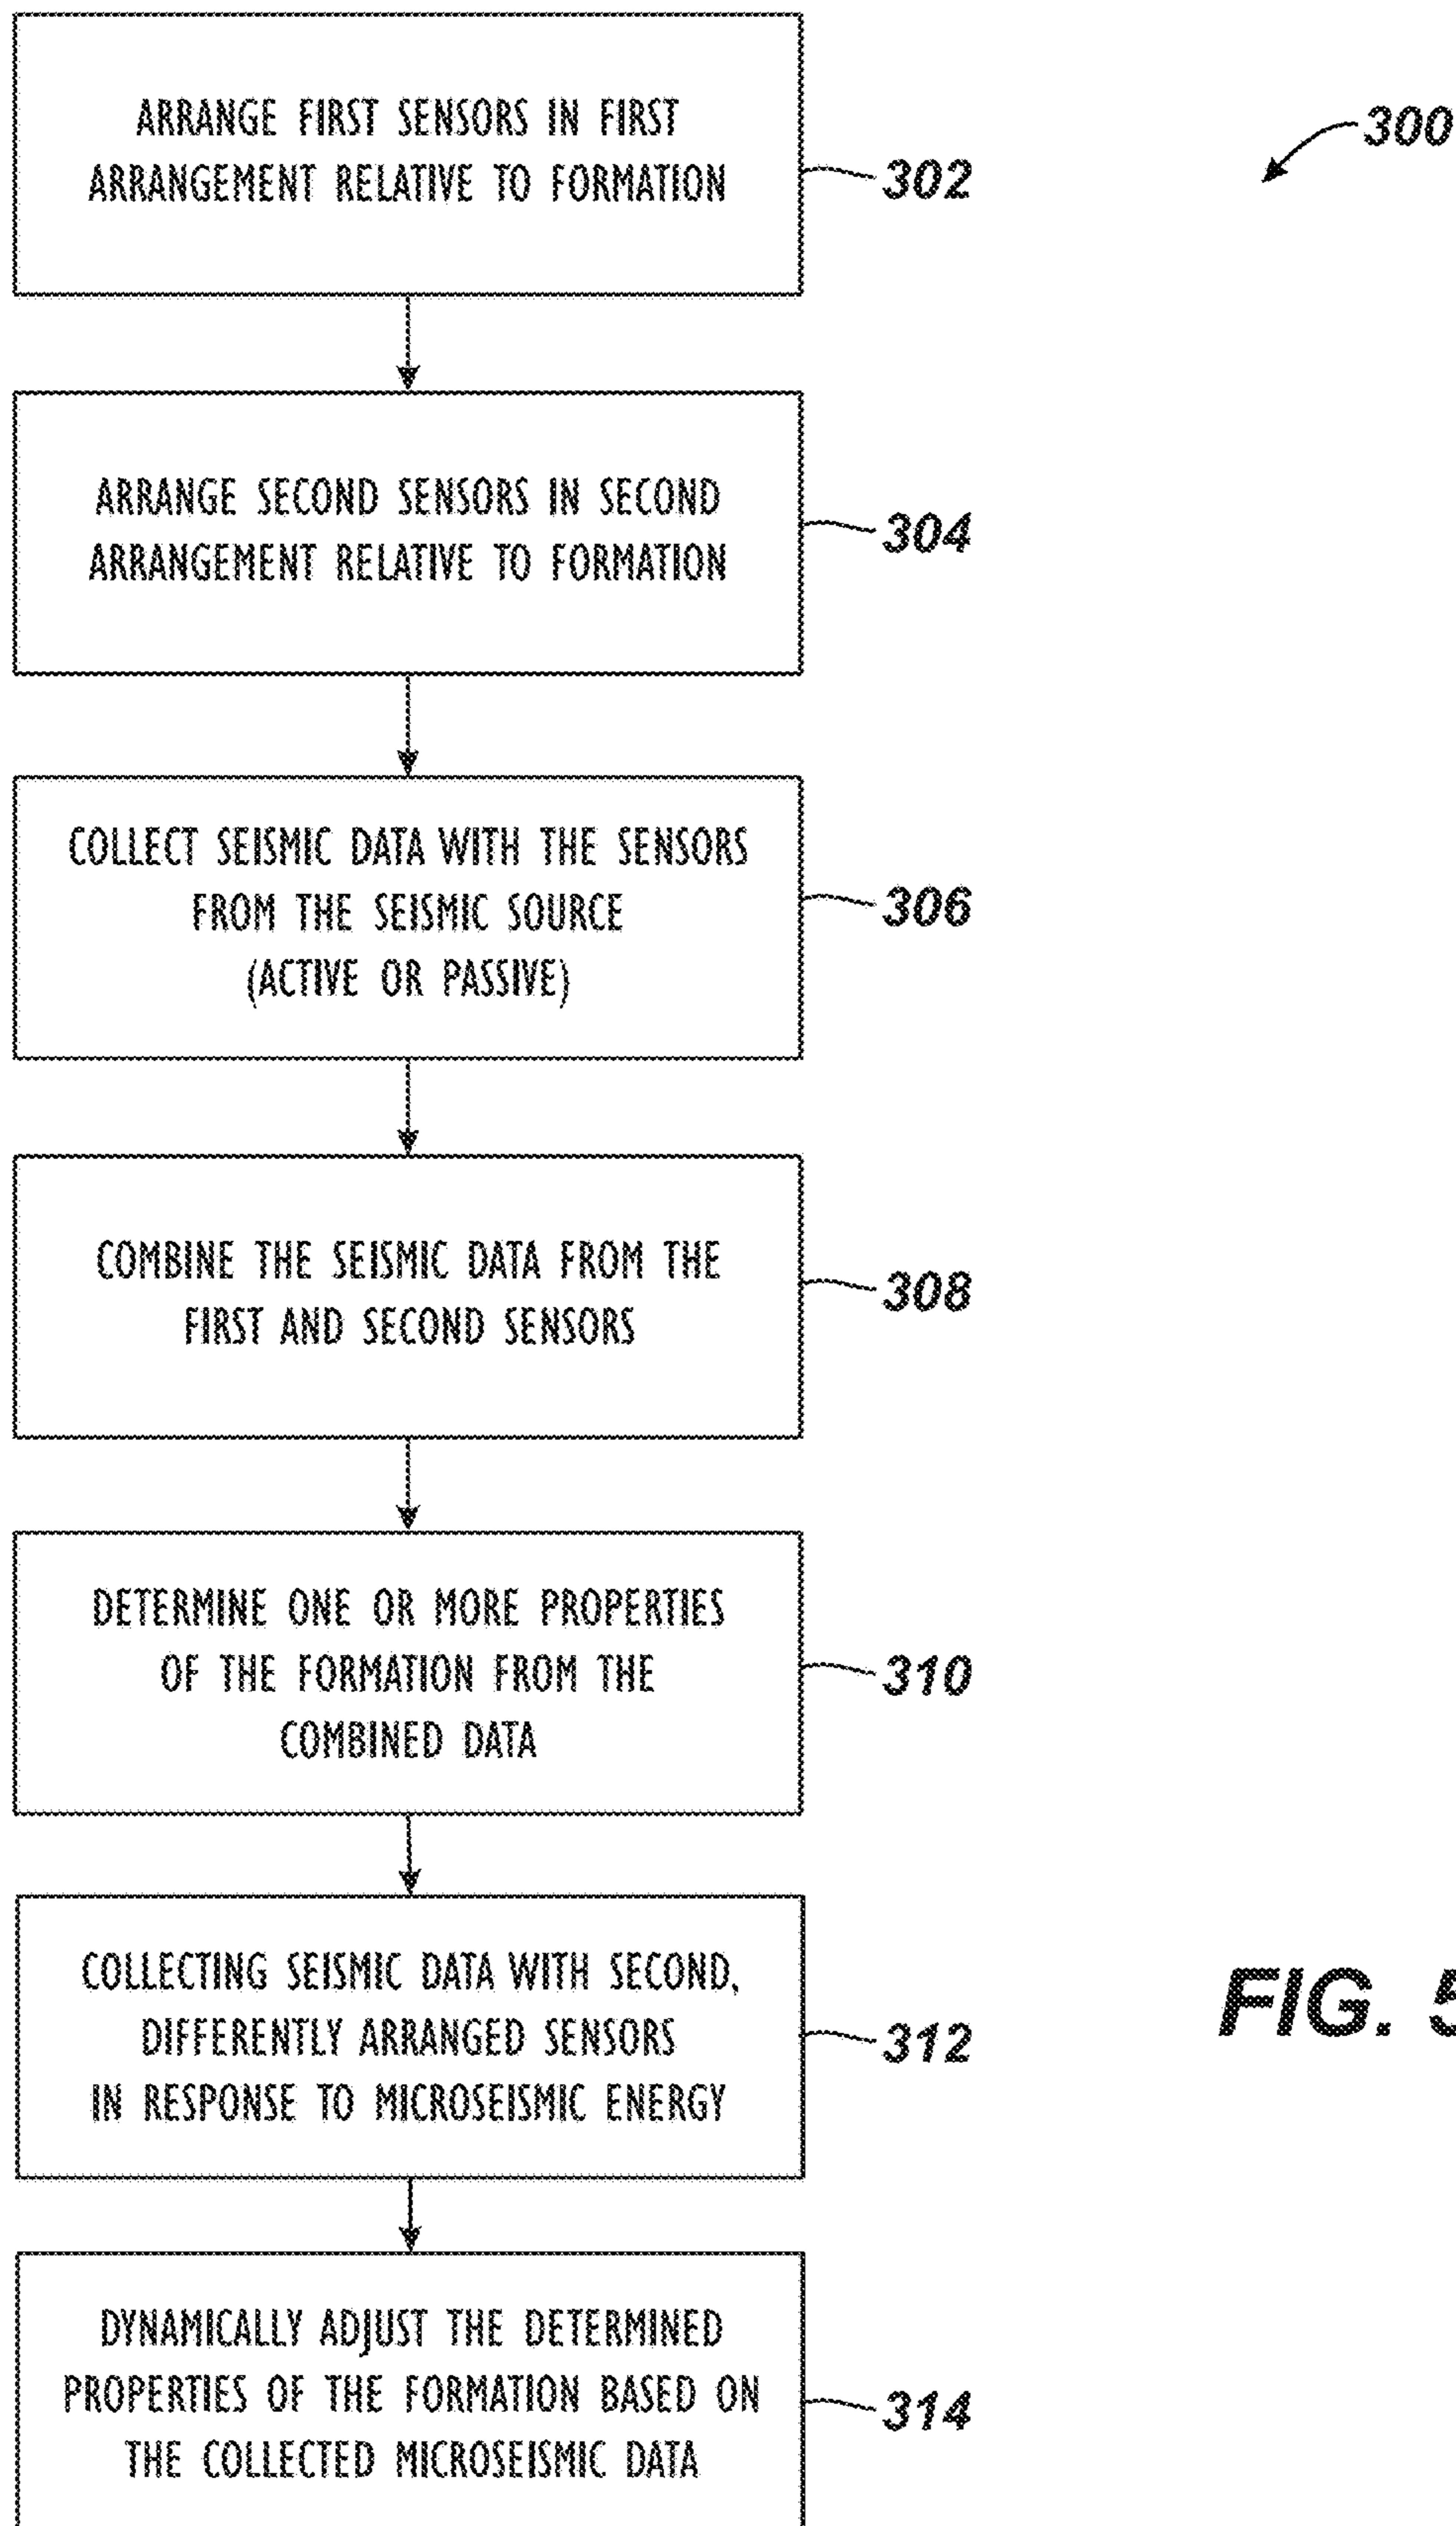 ARRANGE FIRST SENSORS IN FIRST
ARRANGEMENT RELATIVE TO FORMATION
302
300
ARRANGE SECOND SENSORS IN SECOND
ARRANGEMENT RELATIVE TO FORMATION
304
COLLECT SEISMIC DATA WITH THE SENSORS
FROM THE SEISMIC SOURCE
(ACTIVE OR PASSIVE)
306
COMBINE THE SEISMIC DATA FROM THE
FIRST AND SECOND SENSORS
308
DETERMINE ONE OR MORE PROPERTIES
OF THE FORMATION FROM THE
COMBINED DATA
310
COLLECTING SEISMIC DATA WITH SECOND,
DIFFERENTLY ARRANGED SENSORS
IN RESPONSE TO MICROSEISMIC ENERGY
312
FIG. 5
DYNAMICALLY ADJUST THE DETERMINED
PROPERTIES OF THE FORMATION BASED ON
THE COLLECTED MICROSEISMIC DATA
314